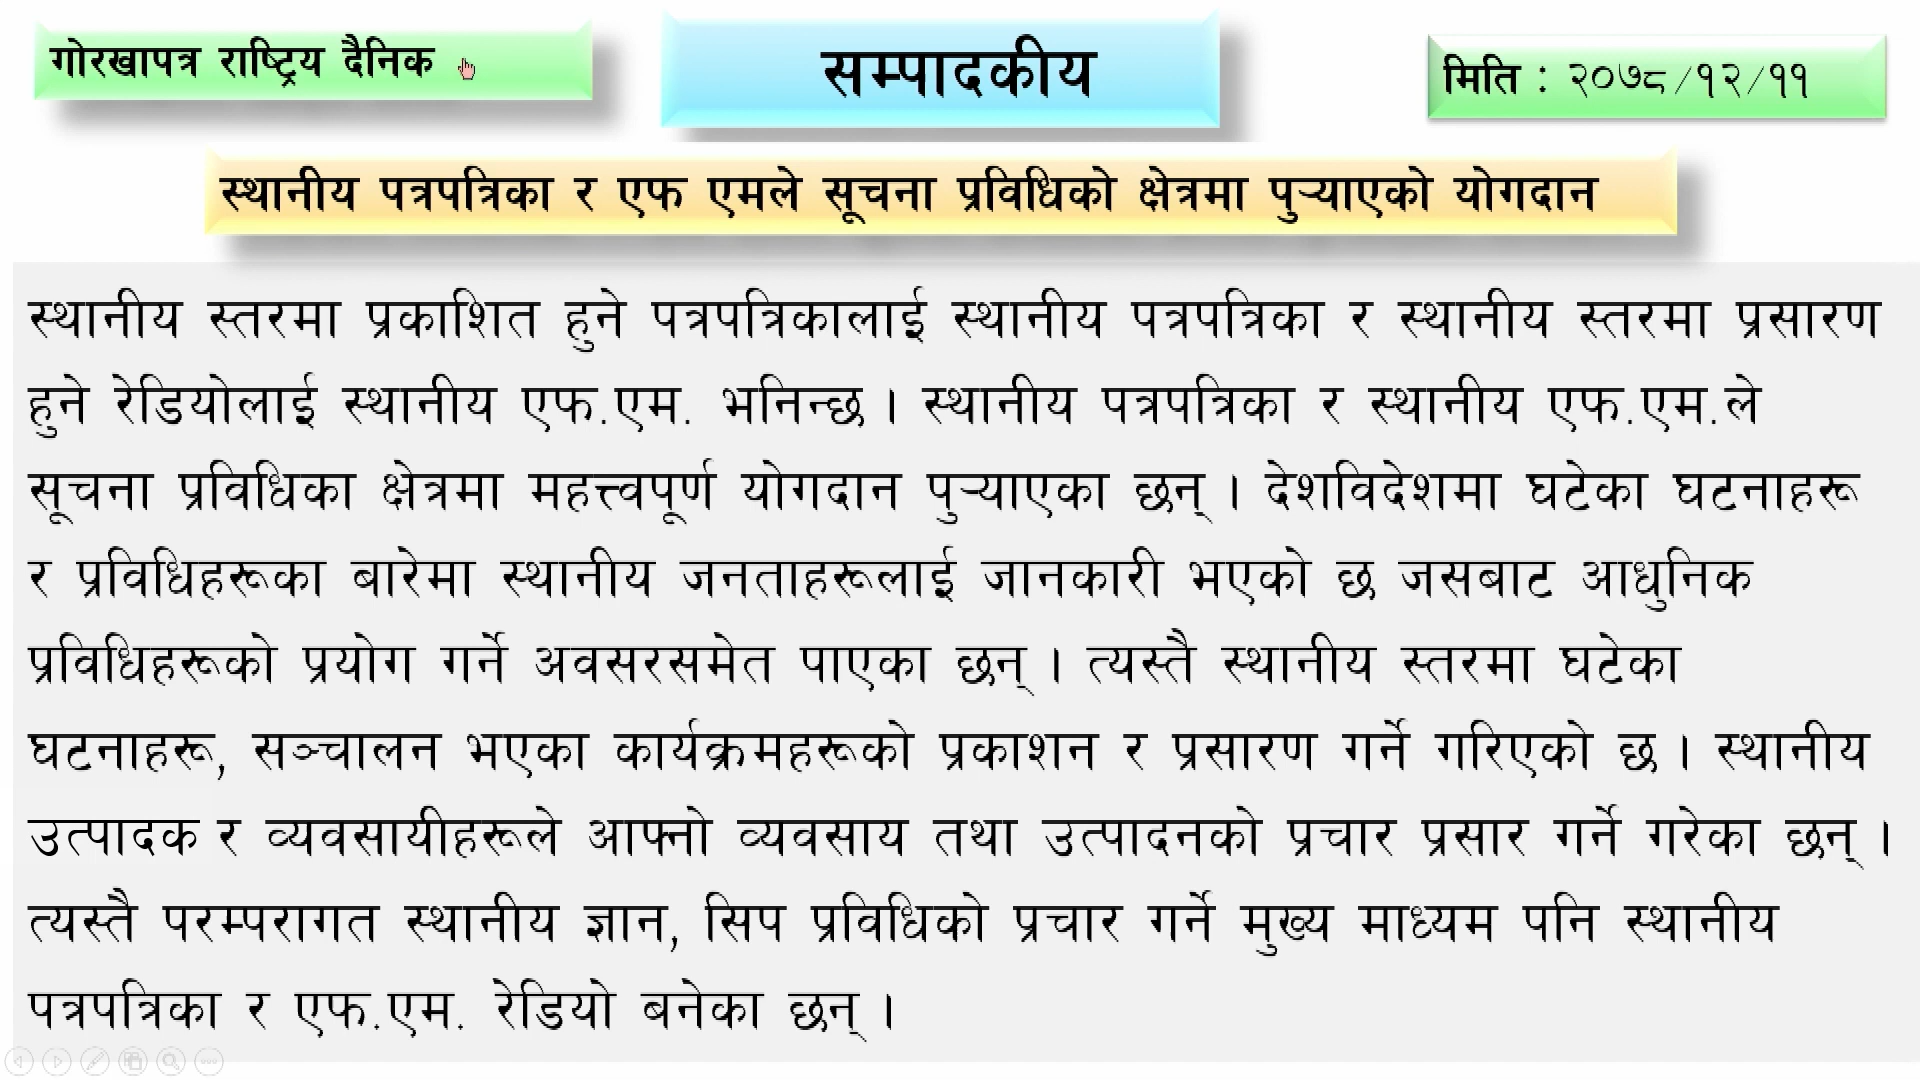 गोरखापत्र राष्ट्रिय दैनिक
सम्पादकीय
मिति : २०७८/१२/११
स्थानीय पत्रपत्रिका र एफ एमले सूचना प्रविधिको क्षेत्रमा पुर्‍याएको योगदान
स्थानीय स्तरमा प्रकाशित हुने पत्रपत्रिकालाई स्थानीय पत्रपत्रिका र स्थानीय स्तरमा प्रसारण
हुने रेडियोलाई स्थानीय एफ.एम. भनिन्छ । स्थानीय पत्रपत्रिका र स्थानीय एफ.एम.ले
सूचना प्रविधिका क्षेत्रमा महत्त्वपूर्ण योगदान पुर्‍याएका छन् । देशविदेशमा घटेका घटनाहरू
र प्रविधिहरूका बारेमा स्थानीय जनताहरूलाई जानकारी भएको छ जसबाट आधुनिक
प्रविधिहरूको प्रयोग गर्ने अवसरसमेत पाएका छन् । त्यस्तै स्थानीय स्तरमा घटेका
घटनाहरू, सञ्चालन भएका कार्यक्रमहरूको प्रकाशन र प्रसारण गर्ने गरिएको छ । स्थानीय
उत्पादक र व्यवसायीहरूले आफ्नो व्यवसाय तथा उत्पादनको प्रचार प्रसार गर्ने गरेका छन् ।
त्यस्तै परम्परागत स्थानीय ज्ञान, सिप प्रविधिको प्रचार गर्ने मुख्य माध्यम पनि स्थानीय
पत्रपत्रिका र एफ.एम. रेडियो बनेका छन् ।